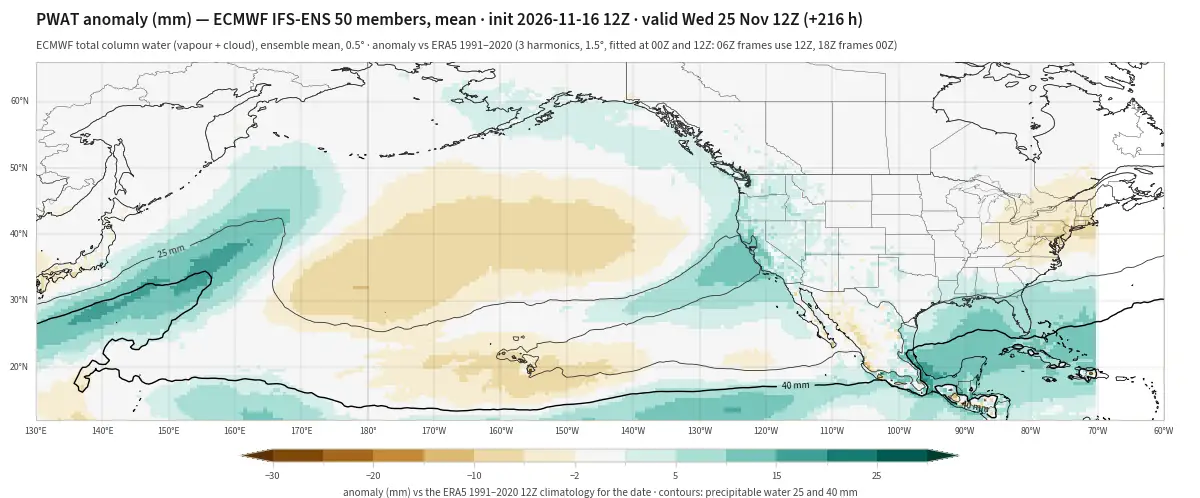 PWAT anomaly (mm) — ECMWF IFS-ENS 50 members, mean · init 2026-11-16 12Z · valid Wed 25 Nov 12Z (+216 h)
ECMWF total column water (vapour + cloud), ensemble mean, 0.5° · anomaly vs ERA5 1991–2020 (3 harmonics, 1.5°, fitted at 00Z and 12Z: 06Z frames use 12Z, 18Z frames 00Z)
60°N
50°N
40°N
30°N
20°N
25 mm
40 mm
130°E 140°E 150°E 160°E 170°E 180° 170°W 160°W 150°W 140°W 130°W 120°W 110°W 100°W 90°W 80°W 70°W 60°W
−30 −20 −10 −2 5 15 25
anomaly (mm) vs the ERA5 1991–2020 12Z climatology for the date · contours: precipitable water 25 and 40 mm